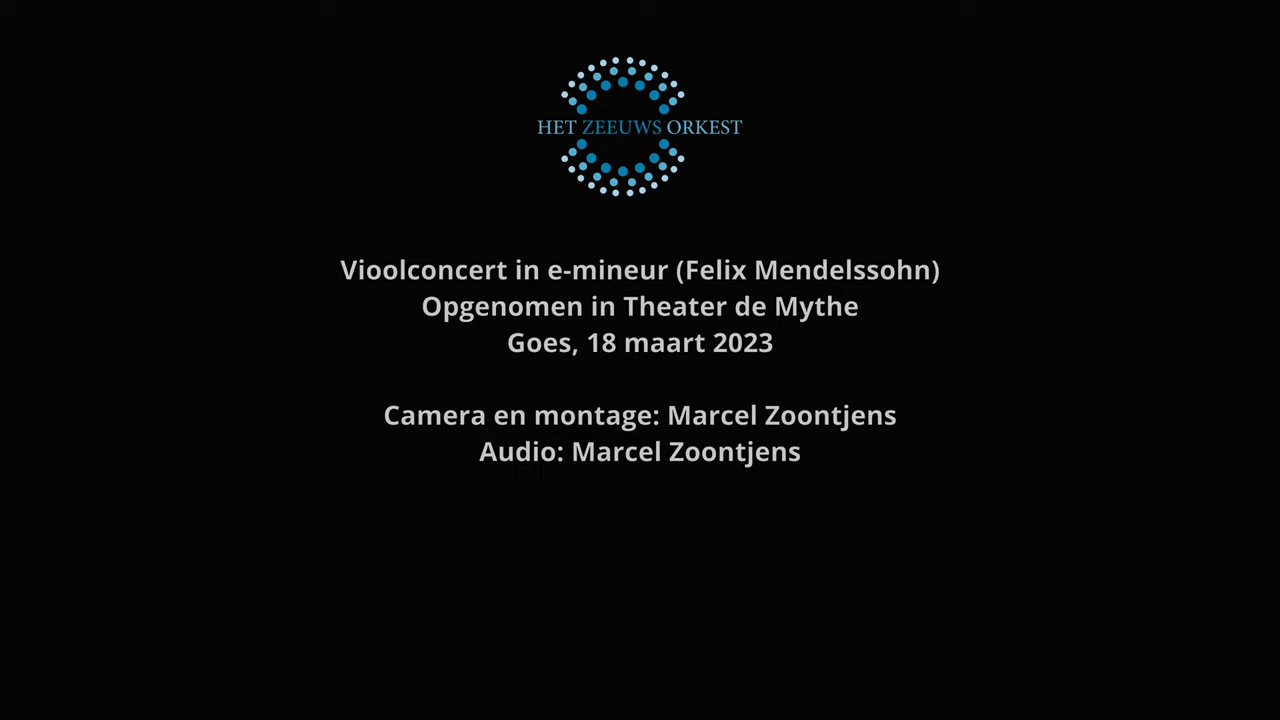 HET ZEEUWS ORKEST
Vioolconcert in e-mineur (Felix Mendelssohn)
Opgenomen in Theater de Mythe
Goes, 18 maart 2023
Camera en montage: Marcel Zoontjens
Audio: Marcel Zoontjens